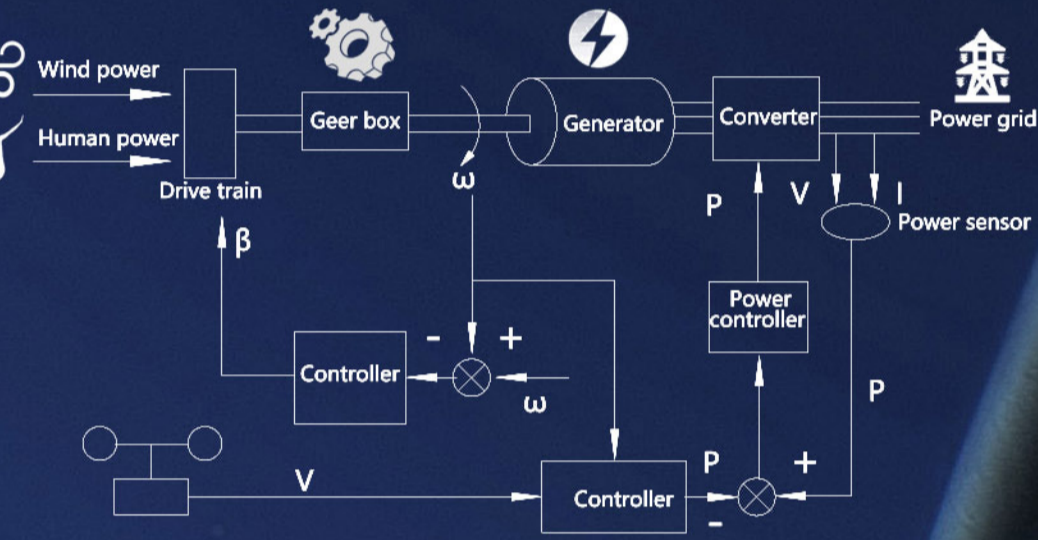 Wind power
Human power
Drive train
Geer box
ω
Generator
Converter
Power grid
V
I
Power sensor
P
β
Power
controller
Controller
-
+
ω
P
V
Controller
P
+
-